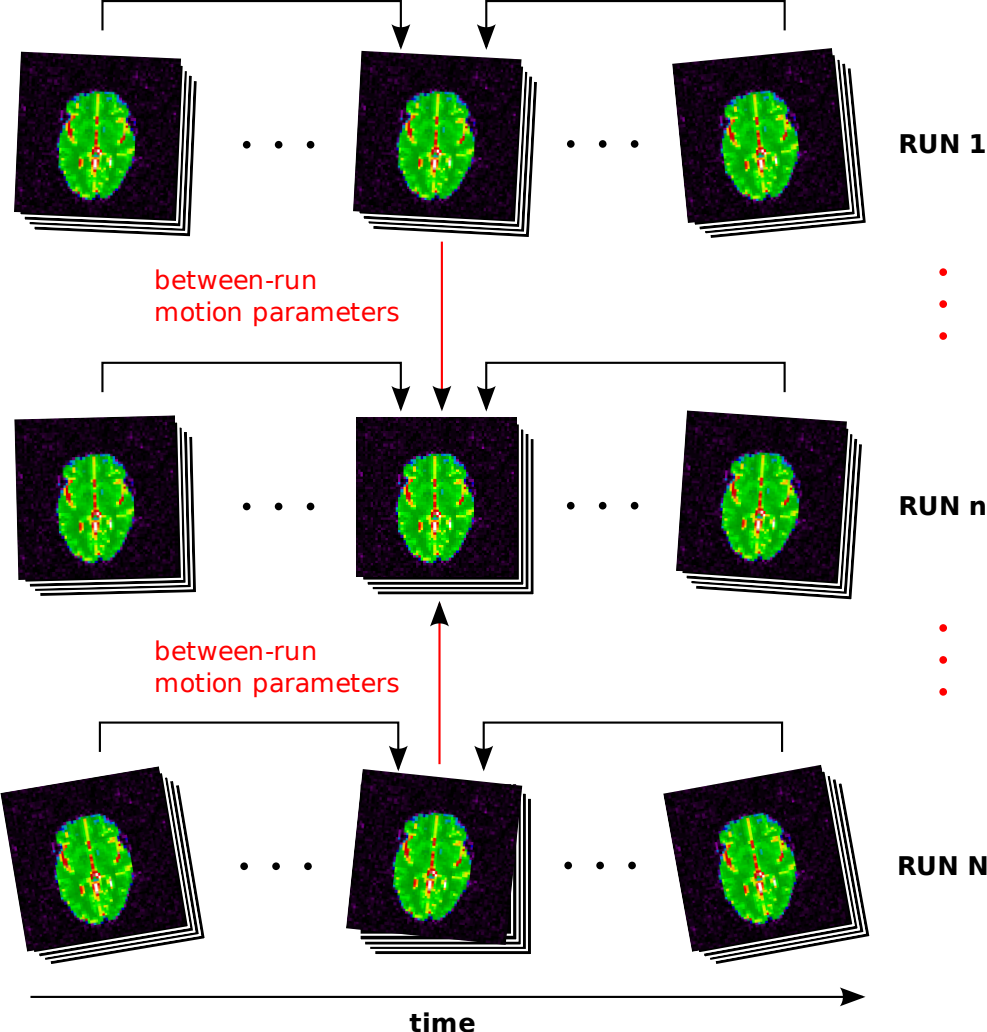 RUN 1
between-run
motion parameters
RUN n
between-run
motion parameters
RUN N
time